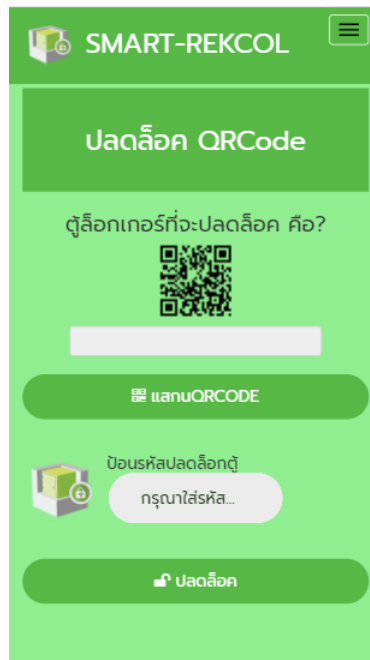 SMART-REKCOL
ปลดล็อค QRCode
ตู้ล็อกเกอร์ที่จะปลดล็อค คือ?
แสกนQRCODE
ป้อนรหัสปลดล็อกตู้
กรุณาใส่รหัส...
ปลดล็อค